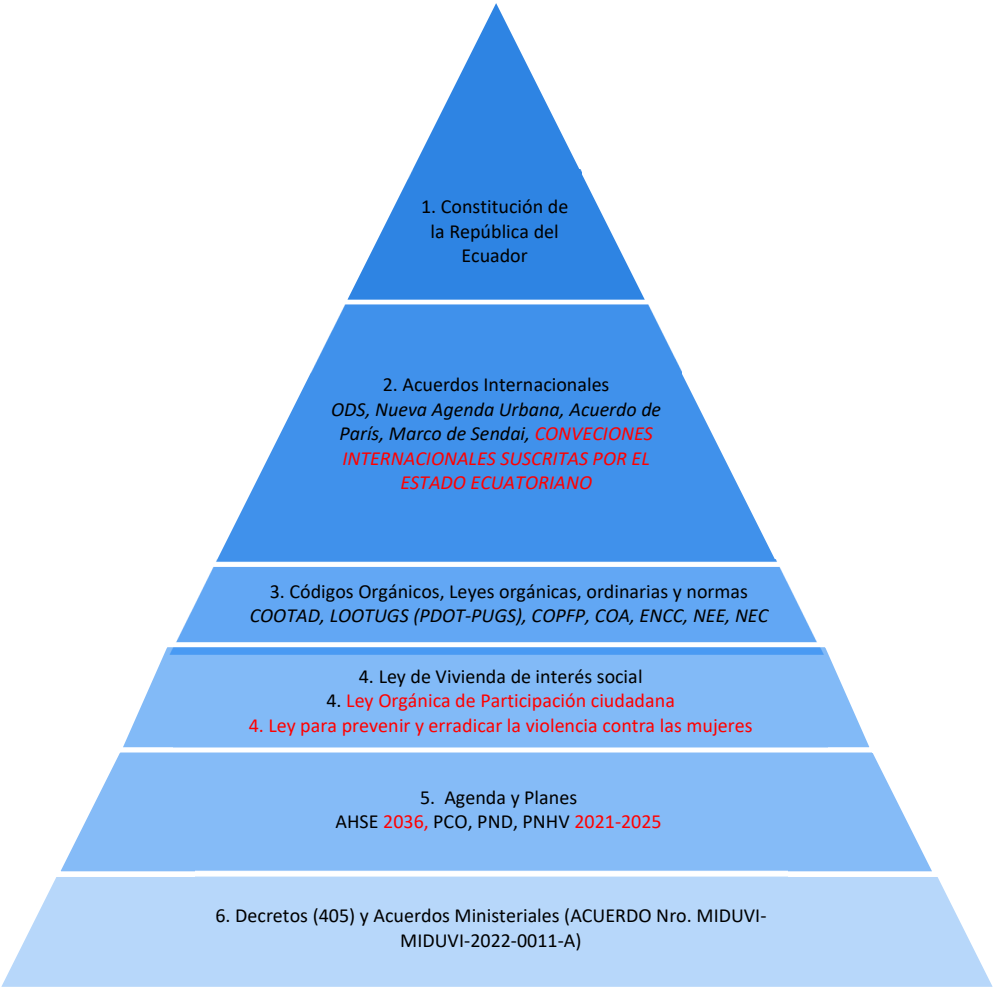 1. Constitución de
la República del
Ecuador
2. Acuerdos Internacionales
ODS, Nueva Agenda Urbana, Acuerdo de
París, Marco de Sendai, CONVECIONES
INTERNACIONALES SUSCRITAS POR EL
ESTADO ECUATORIANO
3. Códigos Orgánicos, Leyes orgánicas, ordinarias y normas
COOTAD, LOOTUGS (PDOT-PUGS), COPFP, COA, ENCC, NEE, NEC
4. Ley de Vivienda de interés social
4. Ley Orgánica de Participación ciudadana
4. Ley para prevenir y erradicar la violencia contra las mujeres
5. Agenda y Planes
AHSE 2036, PCO, PND, PNHV 2021-2025
6. Decretos (405) y Acuerdos Ministeriales (ACUERDO Nro. MIDUVI-
MIDUVI-2022-0011-A)